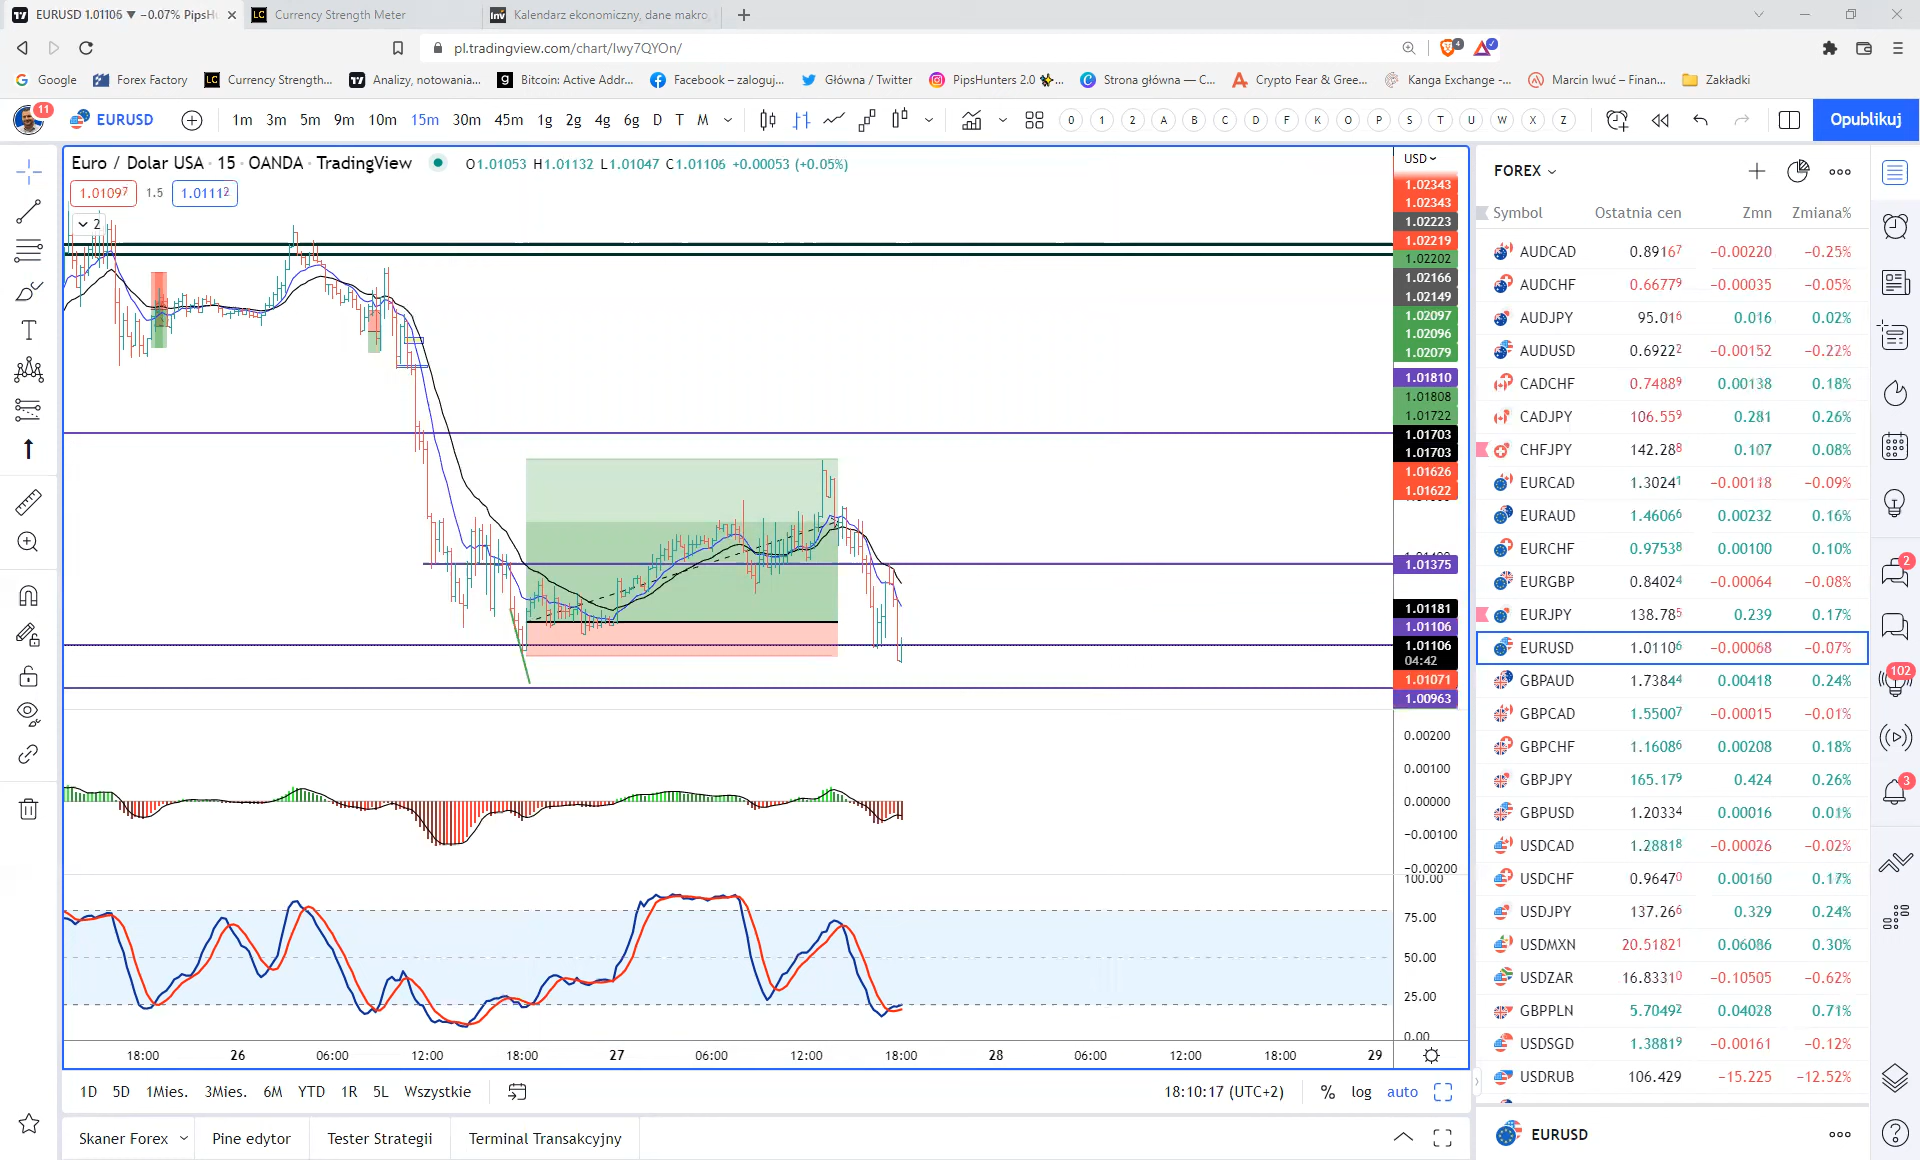 EURUSD 1.01106 ▼ −0.07% PipsHu
Currency Strength Meter
Kalendarz ekonomiczny, dane makro,
pl.tradingview.com/chart/Iwy7QYOn/
4
Google
Forex Factory
Currency Strength...
Analizy, notowania...
Bitcoin: Active Addr...
Facebook – zaloguj...
Główna / Twitter
PipsHunters 2.0
Strona główna — C...
Crypto Fear & Gree...
Kanga Exchange -...
Marcin Iwuć – Finan...
Zakładki
11
EURUSD
1m 3m 5m 9m 10m 15m 30m 45m 1g 2g 4g 6g D T M
0 1 2 A B C D F K O P S T U W X Z
Opublikuj
Euro / Dolar USA · 15 · OANDA · TradingView
O1.01053 H1.01132 L1.01047 C1.01106 +0.00053 (+0.05%)
1.01097 1.5 1.01112
2
USD
1.02343
1.02343
1.02223
1.02219
1.02202
1.02166
1.02149
1.02097
1.02096
1.02079
1.01810
1.01808
1.01722
1.01703
1.01703
1.01626
1.01622
1.01375
1.01181
1.01106
1.01106
04:42
1.01071
1.00963
0.00200
0.00100
0.00000
−0.00100
−0.00200
100.00
75.00
50.00
25.00
0.00
18:00 26 06:00 12:00 18:00 27 06:00 12:00 18:00 28 06:00 12:00 18:00 29
1D 5D 1Mies. 3Mies. 6M YTD 1R 5L Wszystkie
18:10:17 (UTC+2)
% log auto
Skaner Forex
Pine edytor
Tester Strategii
Terminal Transakcyjny
FOREX
Symbol Ostatnia cen Zmn Zmiana%
AUDCAD 0.89167 −0.00220 −0.25%
AUDCHF 0.66779 −0.00035 −0.05%
AUDJPY 95.016 0.016 0.02%
AUDUSD 0.69222 −0.00152 −0.22%
CADCHF 0.74889 0.00138 0.18%
CADJPY 106.559 0.281 0.26%
CHFJPY 142.288 0.107 0.08%
EURCAD 1.30241 −0.00118 −0.09%
EURAUD 1.46066 0.00232 0.16%
EURCHF 0.97538 0.00100 0.10%
EURGBP 0.84024 −0.00064 −0.08%
EURJPY 138.785 0.239 0.17%
EURUSD 1.01106 −0.00068 −0.07%
GBPAUD 1.73844 0.00418 0.24%
GBPCAD 1.55007 −0.00015 −0.01%
GBPCHF 1.16086 0.00208 0.18%
GBPJPY 165.179 0.424 0.26%
GBPUSD 1.20334 0.00016 0.01%
USDCAD 1.28818 −0.00026 −0.02%
USDCHF 0.96470 0.00160 0.17%
USDJPY 137.266 0.329 0.24%
USDMXN 20.51821 0.06086 0.30%
USDZAR 16.83310 −0.10505 −0.62%
GBPPLN 5.70492 0.04028 0.71%
USDSGD 1.38819 −0.00161 −0.12%
USDRUB 106.429 −15.225 −12.52%
EURUSD
2
102
3